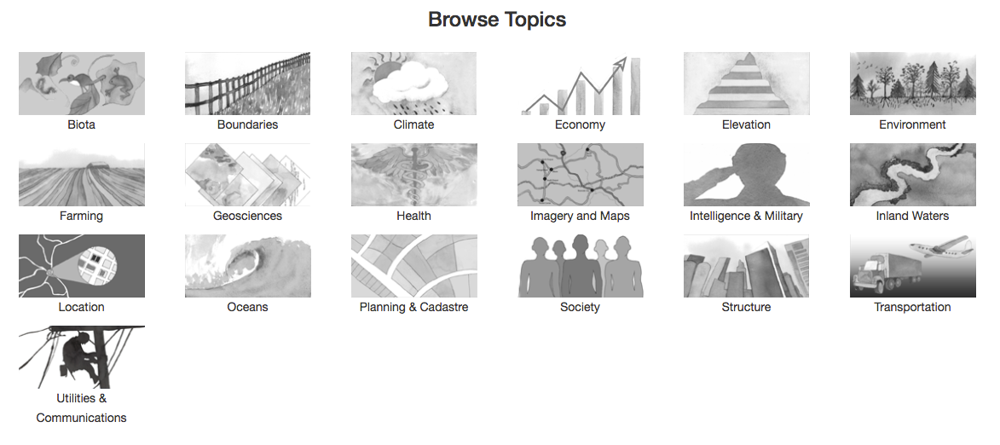 Browse Topics
Biota
Boundaries
Climate
Economy
Elevation
Environment
Farming
Geosciences
Health
Imagery and Maps
Intelligence & Military
Inland Waters
Location
Oceans
Planning & Cadastre
Society
Structure
Transportation
Utilities &
Communications